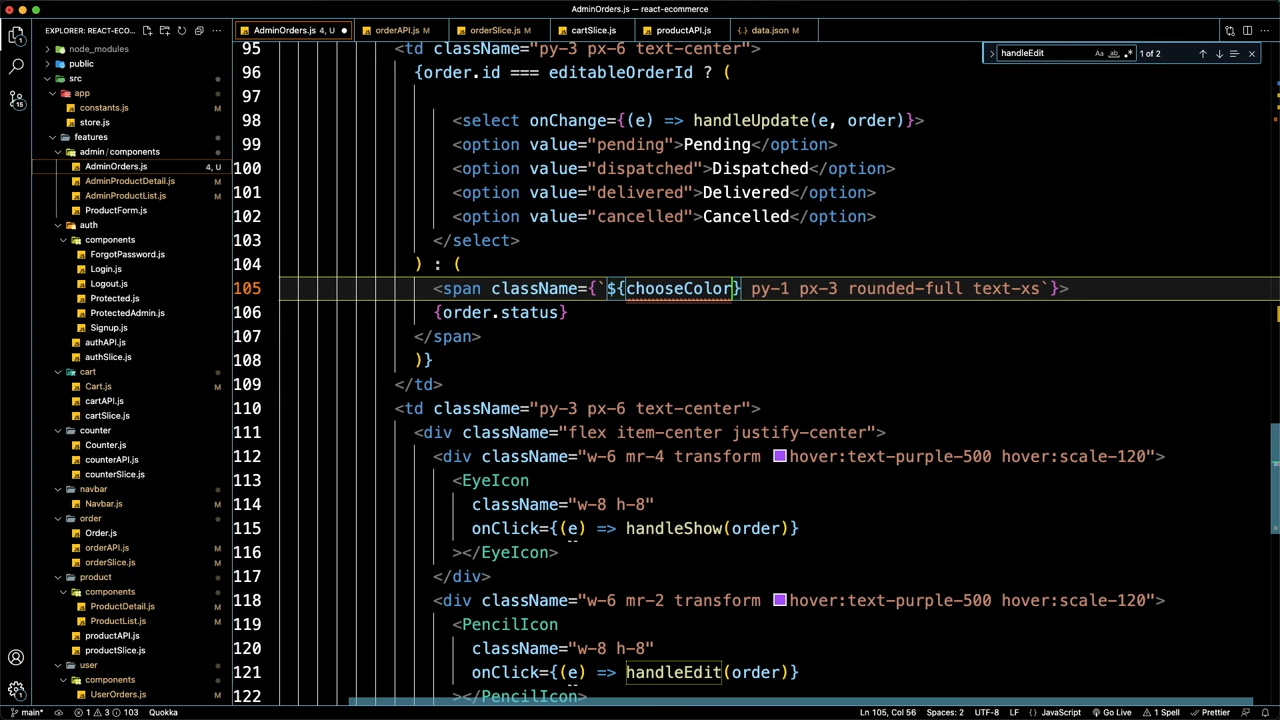 AdminOrders.js — react-ecommerce
EXPLORER: REACT-ECO...
node_modules
public
src
app
constants.js M
store.js
features
admin / components
AdminOrders.js 4, U
AdminProductDetail.js M
AdminProductList.js M
ProductForm.js
auth
components
ForgotPassword.js
Login.js
Logout.js
Protected.js
ProtectedAdmin.js
Signup.js
authAPI.js
authSlice.js
cart
Cart.js M
cartAPI.js
cartSlice.js
counter
Counter.js
counterAPI.js
counterSlice.js
navbar
Navbar.js M
order
Order.js
orderAPI.js M
orderSlice.js M
product
components
ProductDetail.js M
ProductList.js M
productAPI.js
productSlice.js
user
components
UserOrders.js M
AdminOrders.js 4, U
orderAPI.js M
orderSlice.js M
cartSlice.js
productAPI.js
{} data.json M
handleEdit
Aa ab .*
1 of 2
95 <td className="py-3 px-6 text-center">
96 {order.id === editableOrderId ? (
97
98 <select onChange={(e) => handleUpdate(e, order)}>
99 <option value="pending">Pending</option>
100 <option value="dispatched">Dispatched</option>
101 <option value="delivered">Delivered</option>
102 <option value="cancelled">Cancelled</option>
103 </select>
104 ) : (
105 <span className={`${chooseColor} py-1 px-3 rounded-full text-xs`}>
106 {order.status}
107 </span>
108 )}
109 </td>
110 <td className="py-3 px-6 text-center">
111 <div className="flex item-center justify-center">
112 <div className="w-6 mr-4 transform hover:text-purple-500 hover:scale-120">
113 <EyeIcon
114 className="w-8 h-8"
115 onClick={(e) => handleShow(order)}
116 ></EyeIcon>
117 </div>
118 <div className="w-6 mr-2 transform hover:text-purple-500 hover:scale-120">
119 <PencilIcon
120 className="w-8 h-8"
121 onClick={(e) => handleEdit(order)}
122 ></PencilIcon>
1
15
1
main* 1 3 103 Quokka
Ln 105, Col 56 Spaces: 2 UTF-8 LF {} JavaScript Go Live 1 Spell Prettier